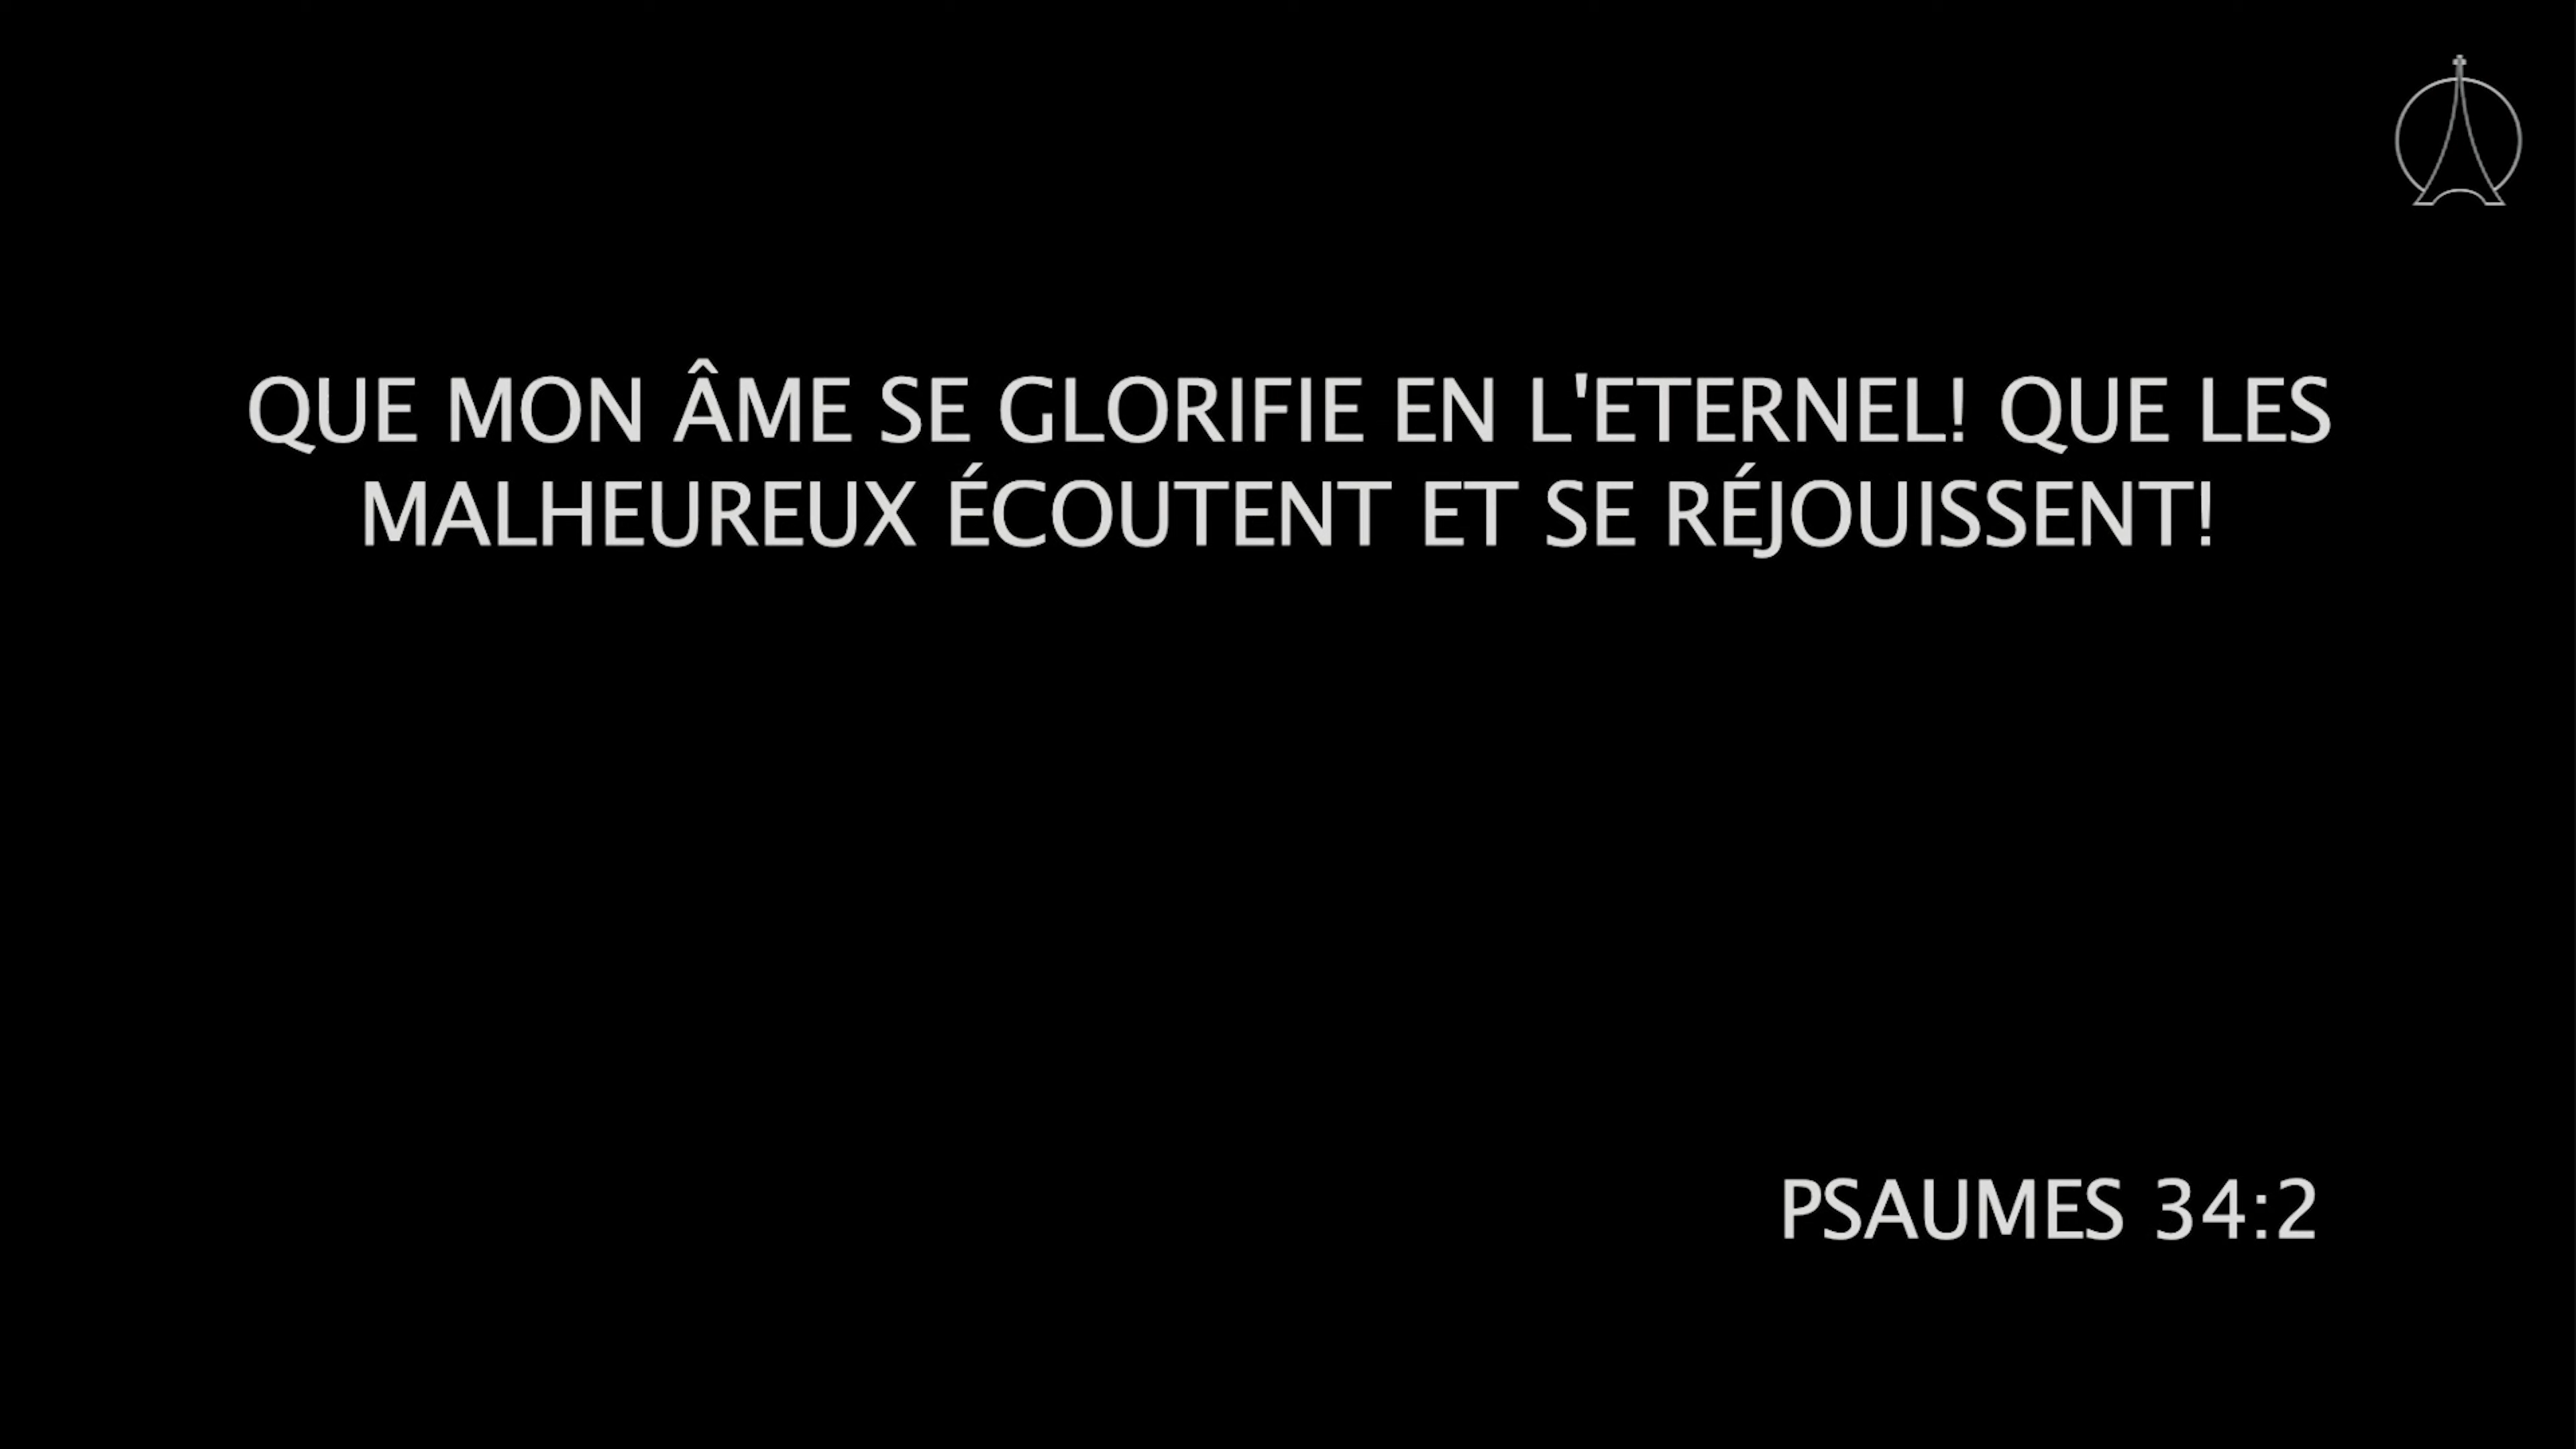 QUE MON ÂME SE GLORIFIE EN L'ETERNEL! QUE LES
MALHEUREUX ÉCOUTENT ET SE RÉJOUISSENT!
PSAUMES 34:2